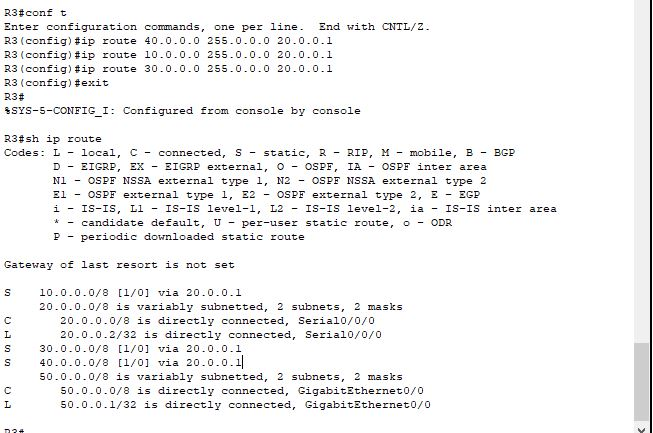 R3#conf t
Enter configuration commands, one per line.  End with CNTL/Z.
R3(config)#ip route 40.0.0.0 255.0.0.0 20.0.0.1
R3(config)#ip route 10.0.0.0 255.0.0.0 20.0.0.1
R3(config)#ip route 30.0.0.0 255.0.0.0 20.0.0.1
R3(config)#exit
R3#
%SYS-5-CONFIG_I: Configured from console by console

R3#sh ip route
Codes: L - local, C - connected, S - static, R - RIP, M - mobile, B - BGP
       D - EIGRP, EX - EIGRP external, O - OSPF, IA - OSPF inter area
       N1 - OSPF NSSA external type 1, N2 - OSPF NSSA external type 2
       E1 - OSPF external type 1, E2 - OSPF external type 2, E - EGP
       i - IS-IS, L1 - IS-IS level-1, L2 - IS-IS level-2, ia - IS-IS inter area
       * - candidate default, U - per-user static route, o - ODR
       P - periodic downloaded static route

Gateway of last resort is not set

S    10.0.0.0/8 [1/0] via 20.0.0.1
     20.0.0.0/8 is variably subnetted, 2 subnets, 2 masks
C       20.0.0.0/8 is directly connected, Serial0/0/0
L       20.0.0.2/32 is directly connected, Serial0/0/0
S    30.0.0.0/8 [1/0] via 20.0.0.1
S    40.0.0.0/8 [1/0] via 20.0.0.1
     50.0.0.0/8 is variably subnetted, 2 subnets, 2 masks
C       50.0.0.0/8 is directly connected, GigabitEthernet0/0
L       50.0.0.1/32 is directly connected, GigabitEthernet0/0

R3#